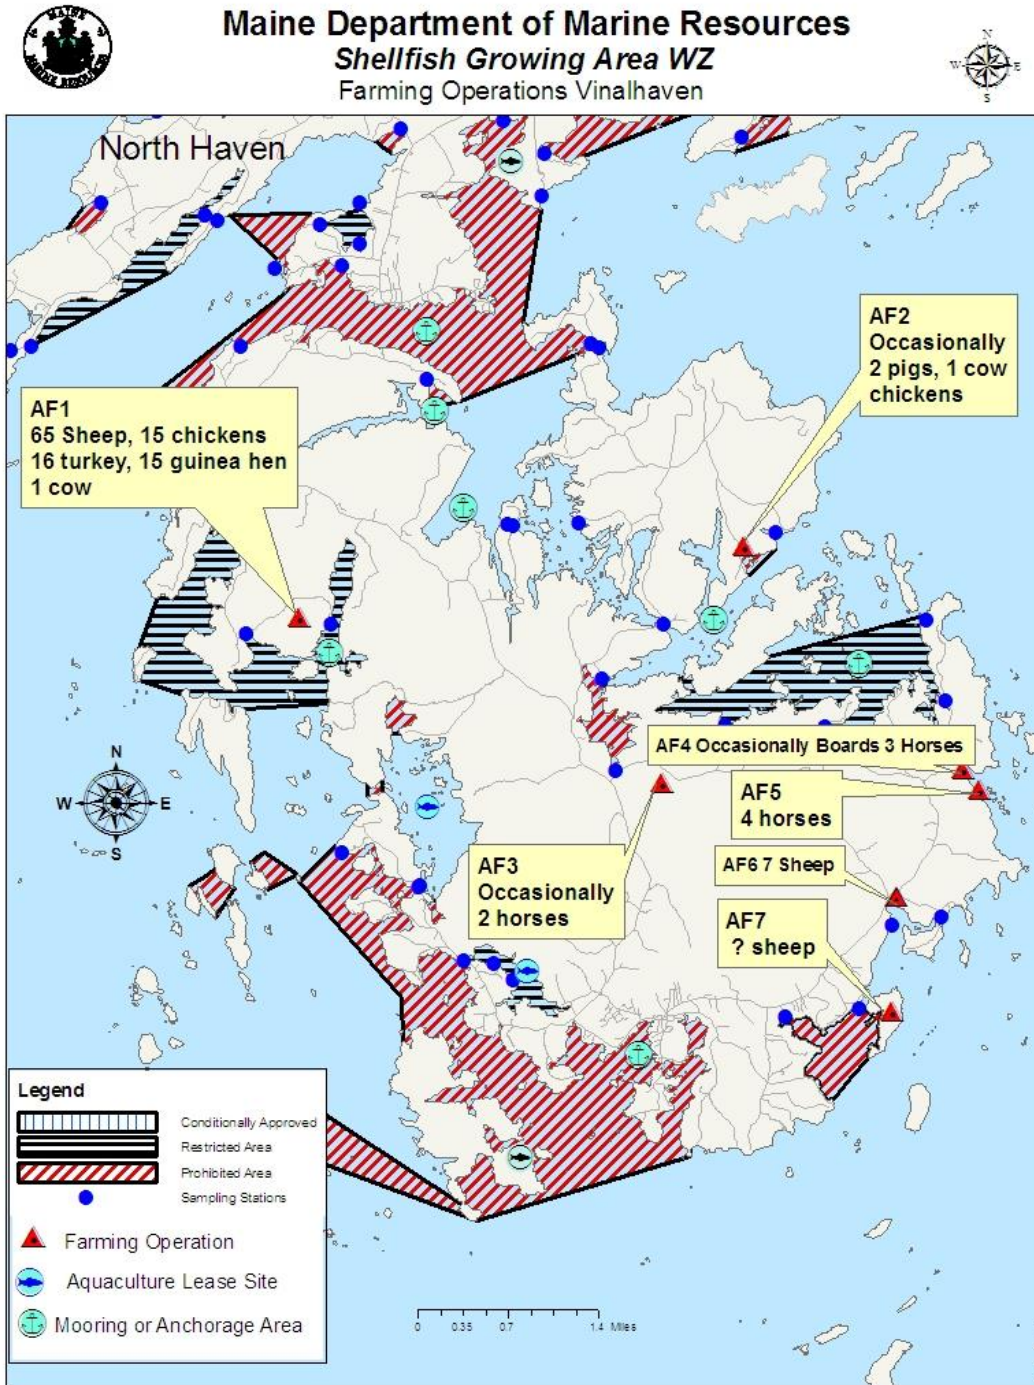 Maine Department of Marine Resources
Shellfish Growing Area WZ
Farming Operations Vinalhaven
MAINE
MARINE RESOURCES
N
W E
S
North Haven
AF2
Occasionally
2 pigs, 1 cow
chickens
AF1
65 Sheep, 15 chickens
16 turkey, 15 guinea hen
1 cow
AF4 Occasionally Boards 3 Horses
N
W E
S
AF5
4 horses
AF3
Occasionally
2 horses
AF6 7 Sheep
AF7
? sheep
Legend
Conditionally Approved
Restricted Area
Prohibited Area
Sampling Stations
Farming Operation
Aquaculture Lease Site
Mooring or Anchorage Area
0 0.35 0.7 1.4 Miles